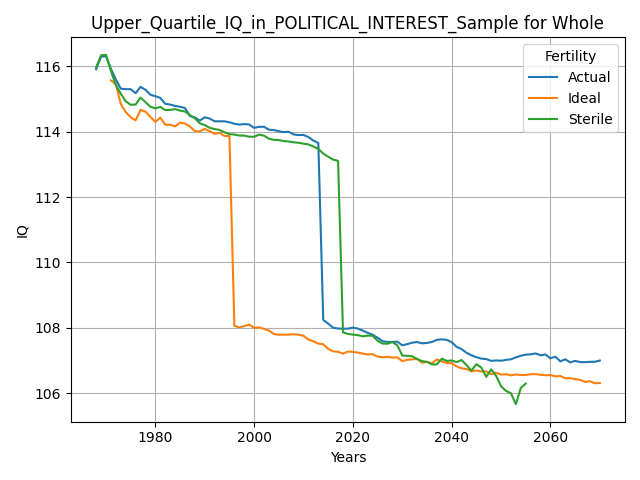 Upper_Quartile_IQ_in_POLITICAL_INTEREST_Sample for Whole
Fertility
Actual
Ideal
Sterile
IQ
116
114
112
110
108
106
1980
2000
2020
2040
2060
Years